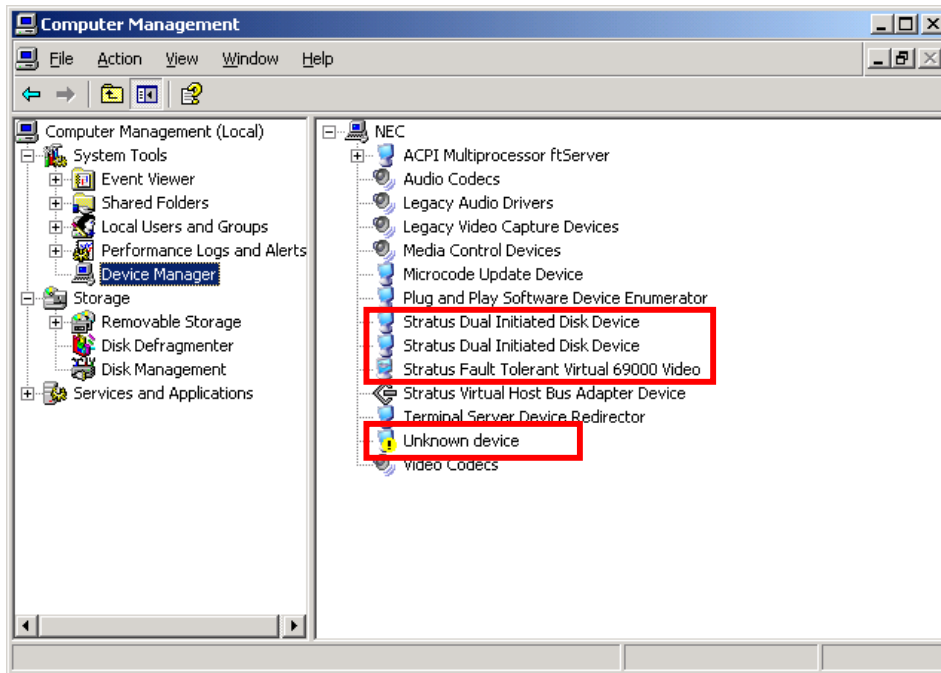 Computer Management
File Action View Window Help
Computer Management (Local)
System Tools
Event Viewer
Shared Folders
Local Users and Groups
Performance Logs and Alerts
Device Manager
Storage
Removable Storage
Disk Defragmenter
Disk Management
Services and Applications
NEC
ACPI Multiprocessor ftServer
Audio Codecs
Legacy Audio Drivers
Legacy Video Capture Devices
Media Control Devices
Microcode Update Device
Plug and Play Software Device Enumerator
Stratus Dual Initiated Disk Device
Stratus Dual Initiated Disk Device
Stratus Fault Tolerant Virtual 69000 Video
Stratus Virtual Host Bus Adapter Device
Terminal Server Device Redirector
Unknown device
Video Codecs